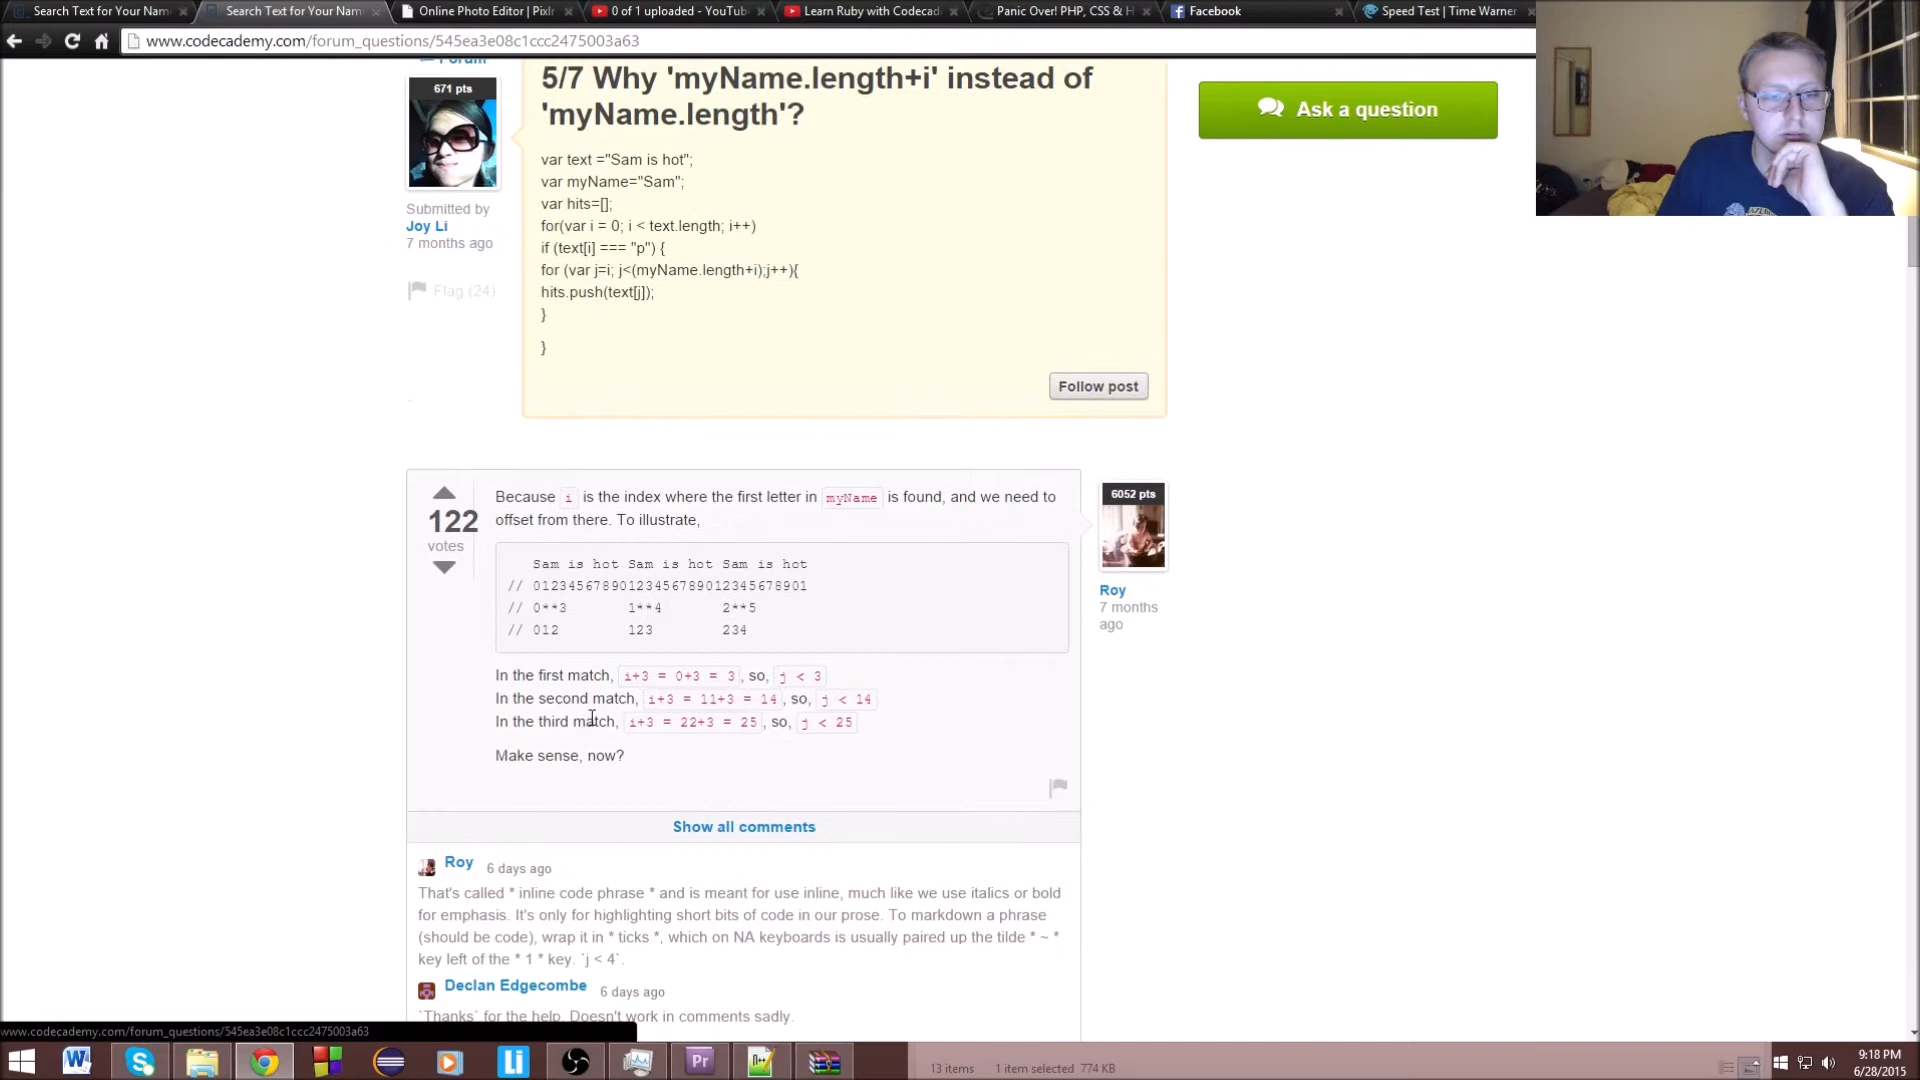 Search Text for Your Nam
Search Text for Your Nam
Online Photo Editor | Pixlr
0 of 1 uploaded - YouTub
Learn Ruby with Codecad
Panic Over! PHP, CSS & H
Facebook
Speed Test | Time Warner
www.codecademy.com/forum_questions/545ea3e08c1ccc2475003a63
Forum
671 pts
Submitted by
Joy Li
7 months ago
Flag (24)
5/7 Why 'myName.length+i' instead of
'myName.length'?
var text ="Sam is hot";
var myName="Sam";
var hits=[];
for(var i = 0; i < text.length; i++)
if (text[i] === "p") {
for (var j=i; j<(myName.length+i);j++){
hits.push(text[j]);
}
}
Follow post
Ask a question
122
votes
Because i is the index where the first letter in myName is found, and we need to
offset from there. To illustrate,
Sam is hot Sam is hot Sam is hot
// 01234567890123456789012345678901
// 0**3 1**4 2**5
// 012 123 234
In the first match, i+3 = 0+3 = 3, so, j < 3
In the second match, i+3 = 11+3 = 14, so, j < 14
In the third match, i+3 = 22+3 = 25, so, j < 25
Make sense, now?
6052 pts
Roy
7 months
ago
Show all comments
Roy 6 days ago
That's called * inline code phrase * and is meant for use inline, much like we use italics or bold
for emphasis. It's only for highlighting short bits of code in our prose. To markdown a phrase
(should be code), wrap it in * ticks *, which on NA keyboards is usually paired up the tilde * ~ *
key left of the * 1 * key. `j < 4`.
Declan Edgecombe 6 days ago
`Thanks` for the help. Doesn't work in comments sadly.
www.codecademy.com/forum_questions/545ea3e08c1ccc2475003a63
W
S
Li
Pr
n++
13 items 1 item selected 774 KB
9:18 PM
6/28/2015